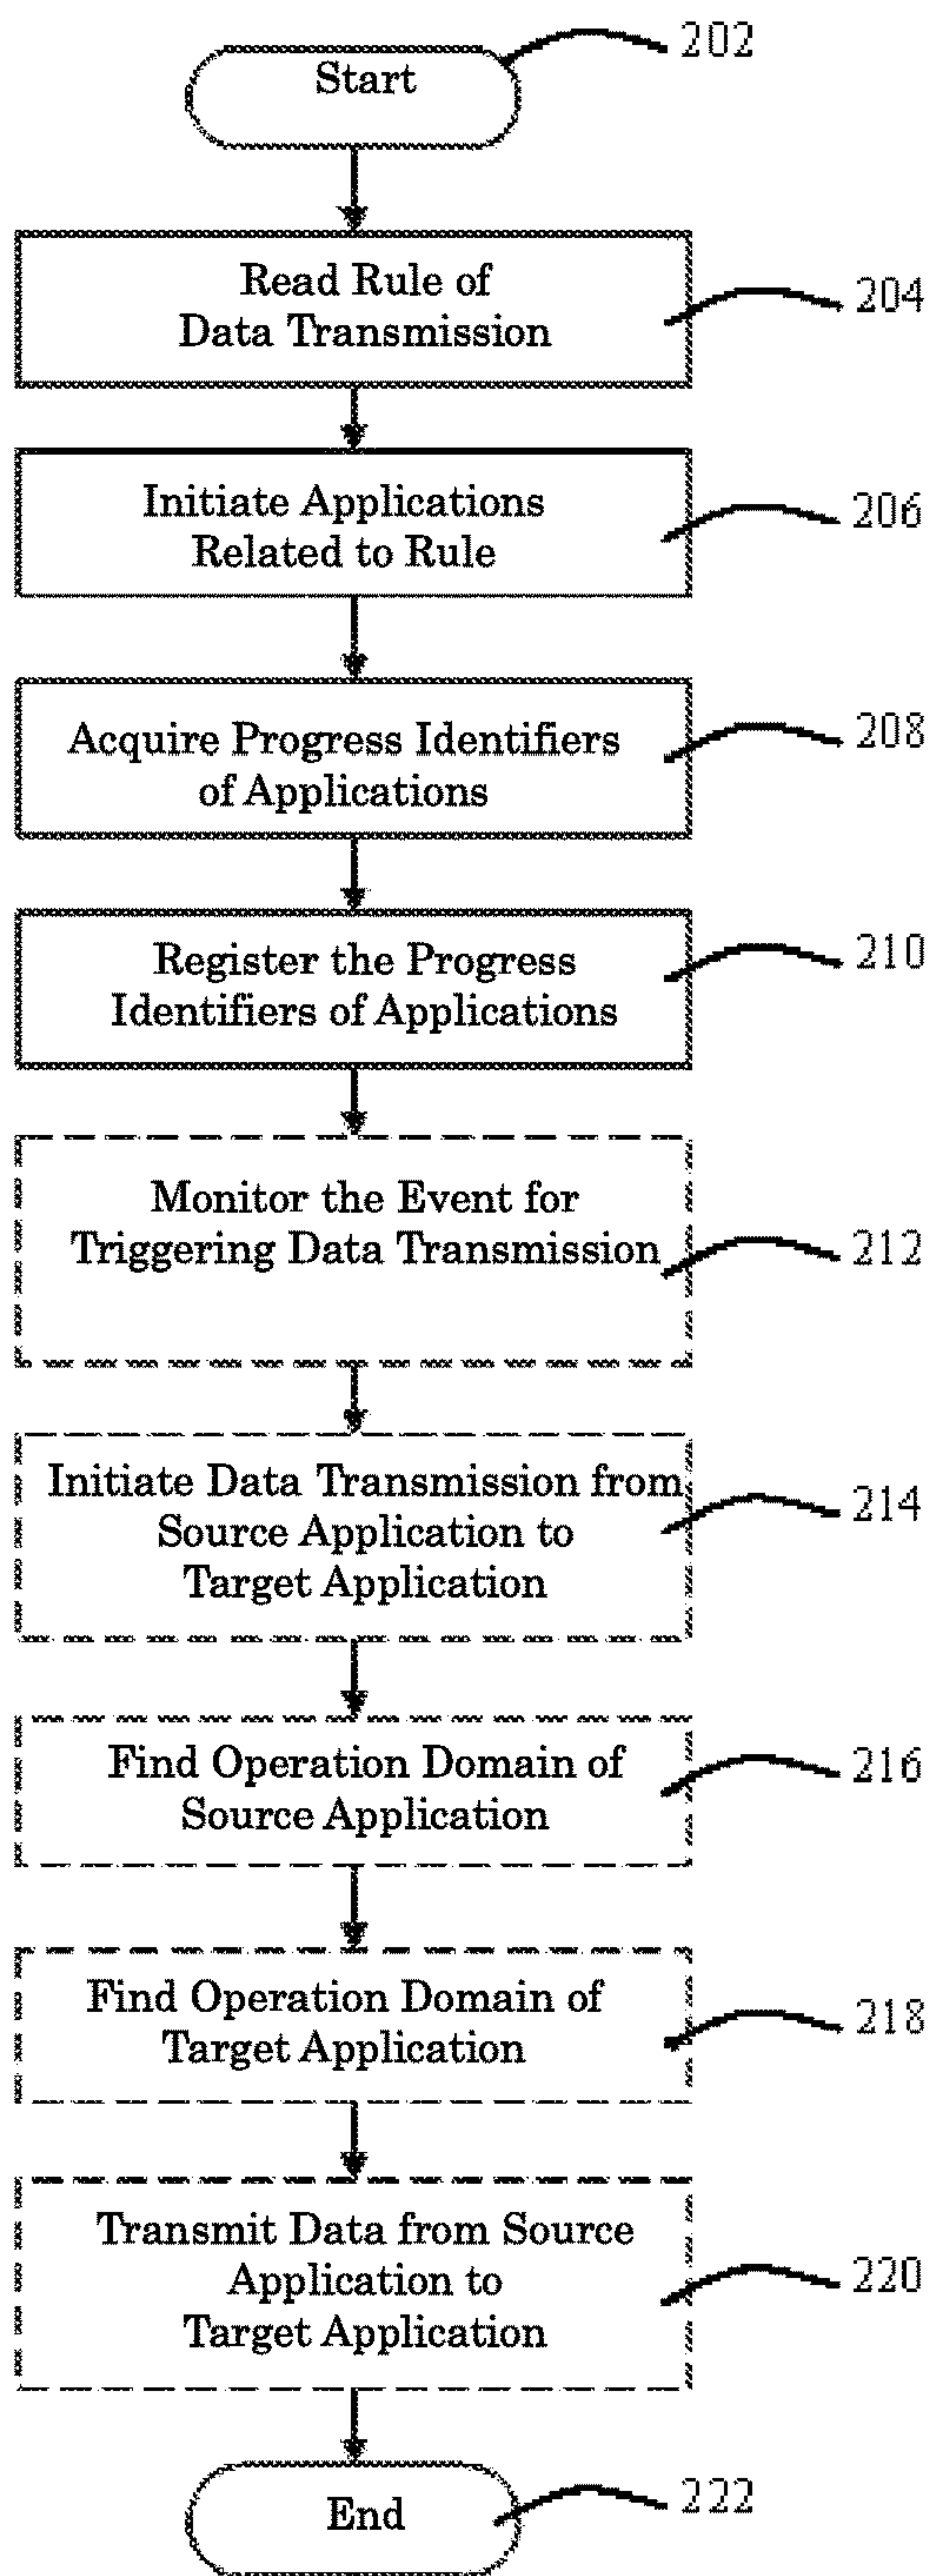 Start
202
Read Rule of
Data Transmission
204
Initiate Applications
Related to Rule
206
Acquire Progress Identifiers
of Applications
208
Register the Progress
Identifiers of Applications
210
Monitor the Event for
Triggering Data Transmission
212
Initiate Data Transmission from
Source Application to
Target Application
214
Find Operation Domain of
Source Application
216
Find Operation Domain of
Target Application
218
Transmit Data from Source
Application to
Target Application
220
End
222